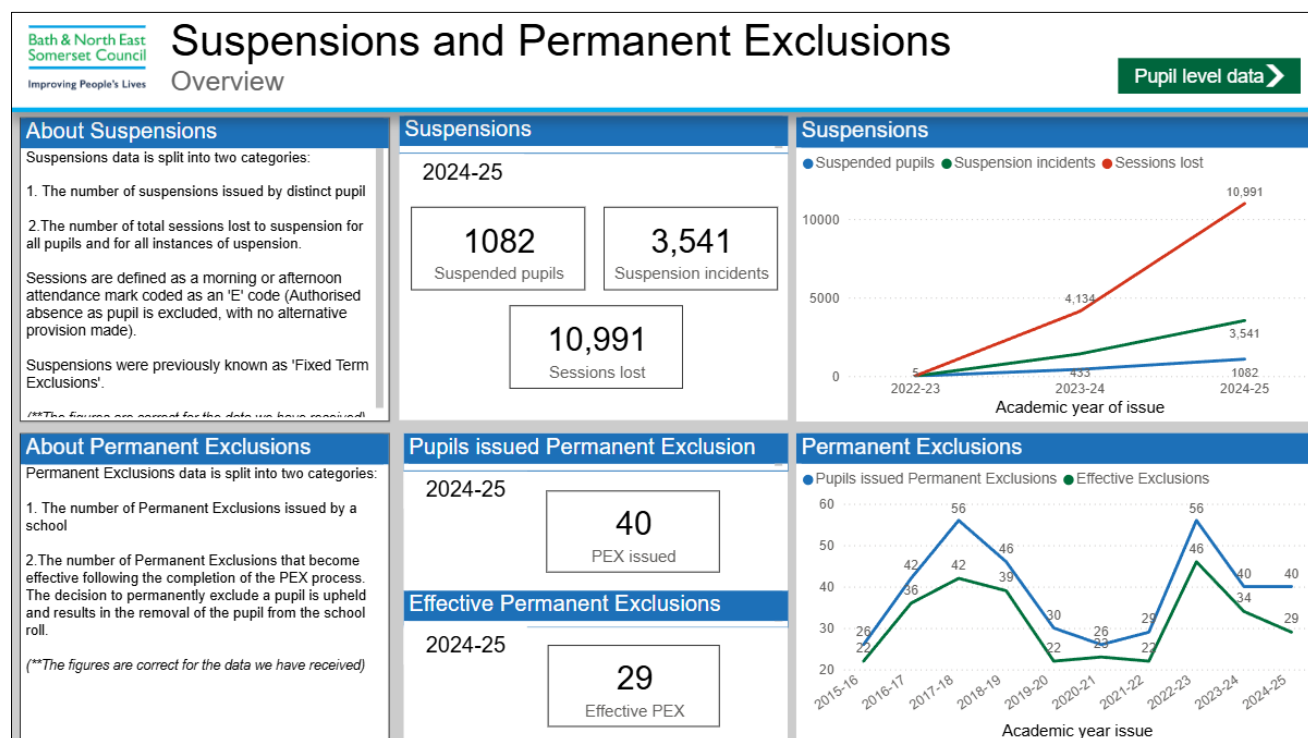 Bath & North East
Somerset Council
Improving People's Lives
Suspensions and Permanent Exclusions
Overview
Pupil level data
About Suspensions
Suspensions data is split into two categories:
1. The number of suspensions issued by distinct pupil
2.The number of total sessions lost to suspension for
all pupils and for all instances of uspension.
Sessions are defined as a morning or afternoon
attendance mark coded as an 'E' code (Authorised
absence as pupil is excluded, with no alternative
provision made).
Suspensions were previously known as 'Fixed Term
Exclusions'.
(**The figures are correct for the data we have received)
Suspensions
2024-25
1082
Suspended pupils
3,541
Suspension incidents
10,991
Sessions lost
Suspensions
Suspended pupils Suspension incidents Sessions lost
10,991
10000
5000
4,134
3,541
0
5
433
1082
2022-23 2023-24 2024-25
Academic year of issue
About Permanent Exclusions
Permanent Exclusions data is split into two categories:
1. The number of Permanent Exclusions issued by a
school
2.The number of Permanent Exclusions that become
effective following the completion of the PEX process.
The decision to permanently exclude a pupil is upheld
and results in the removal of the pupil from the school
roll.
(**The figures are correct for the data we have received)
Pupils issued Permanent Exclusion
2024-25
40
PEX issued
Effective Permanent Exclusions
2024-25
29
Effective PEX
Permanent Exclusions
Pupils issued Permanent Exclusions Effective Exclusions
60
50
40
30
20
26 42 56 46 30 26 29 56 40 40
22 36 42 39 22 23 22 46 34 29
2015-16 2016-17 2017-18 2018-19 2019-20 2020-21 2021-22 2022-23 2023-24 2024-25
Academic year issue